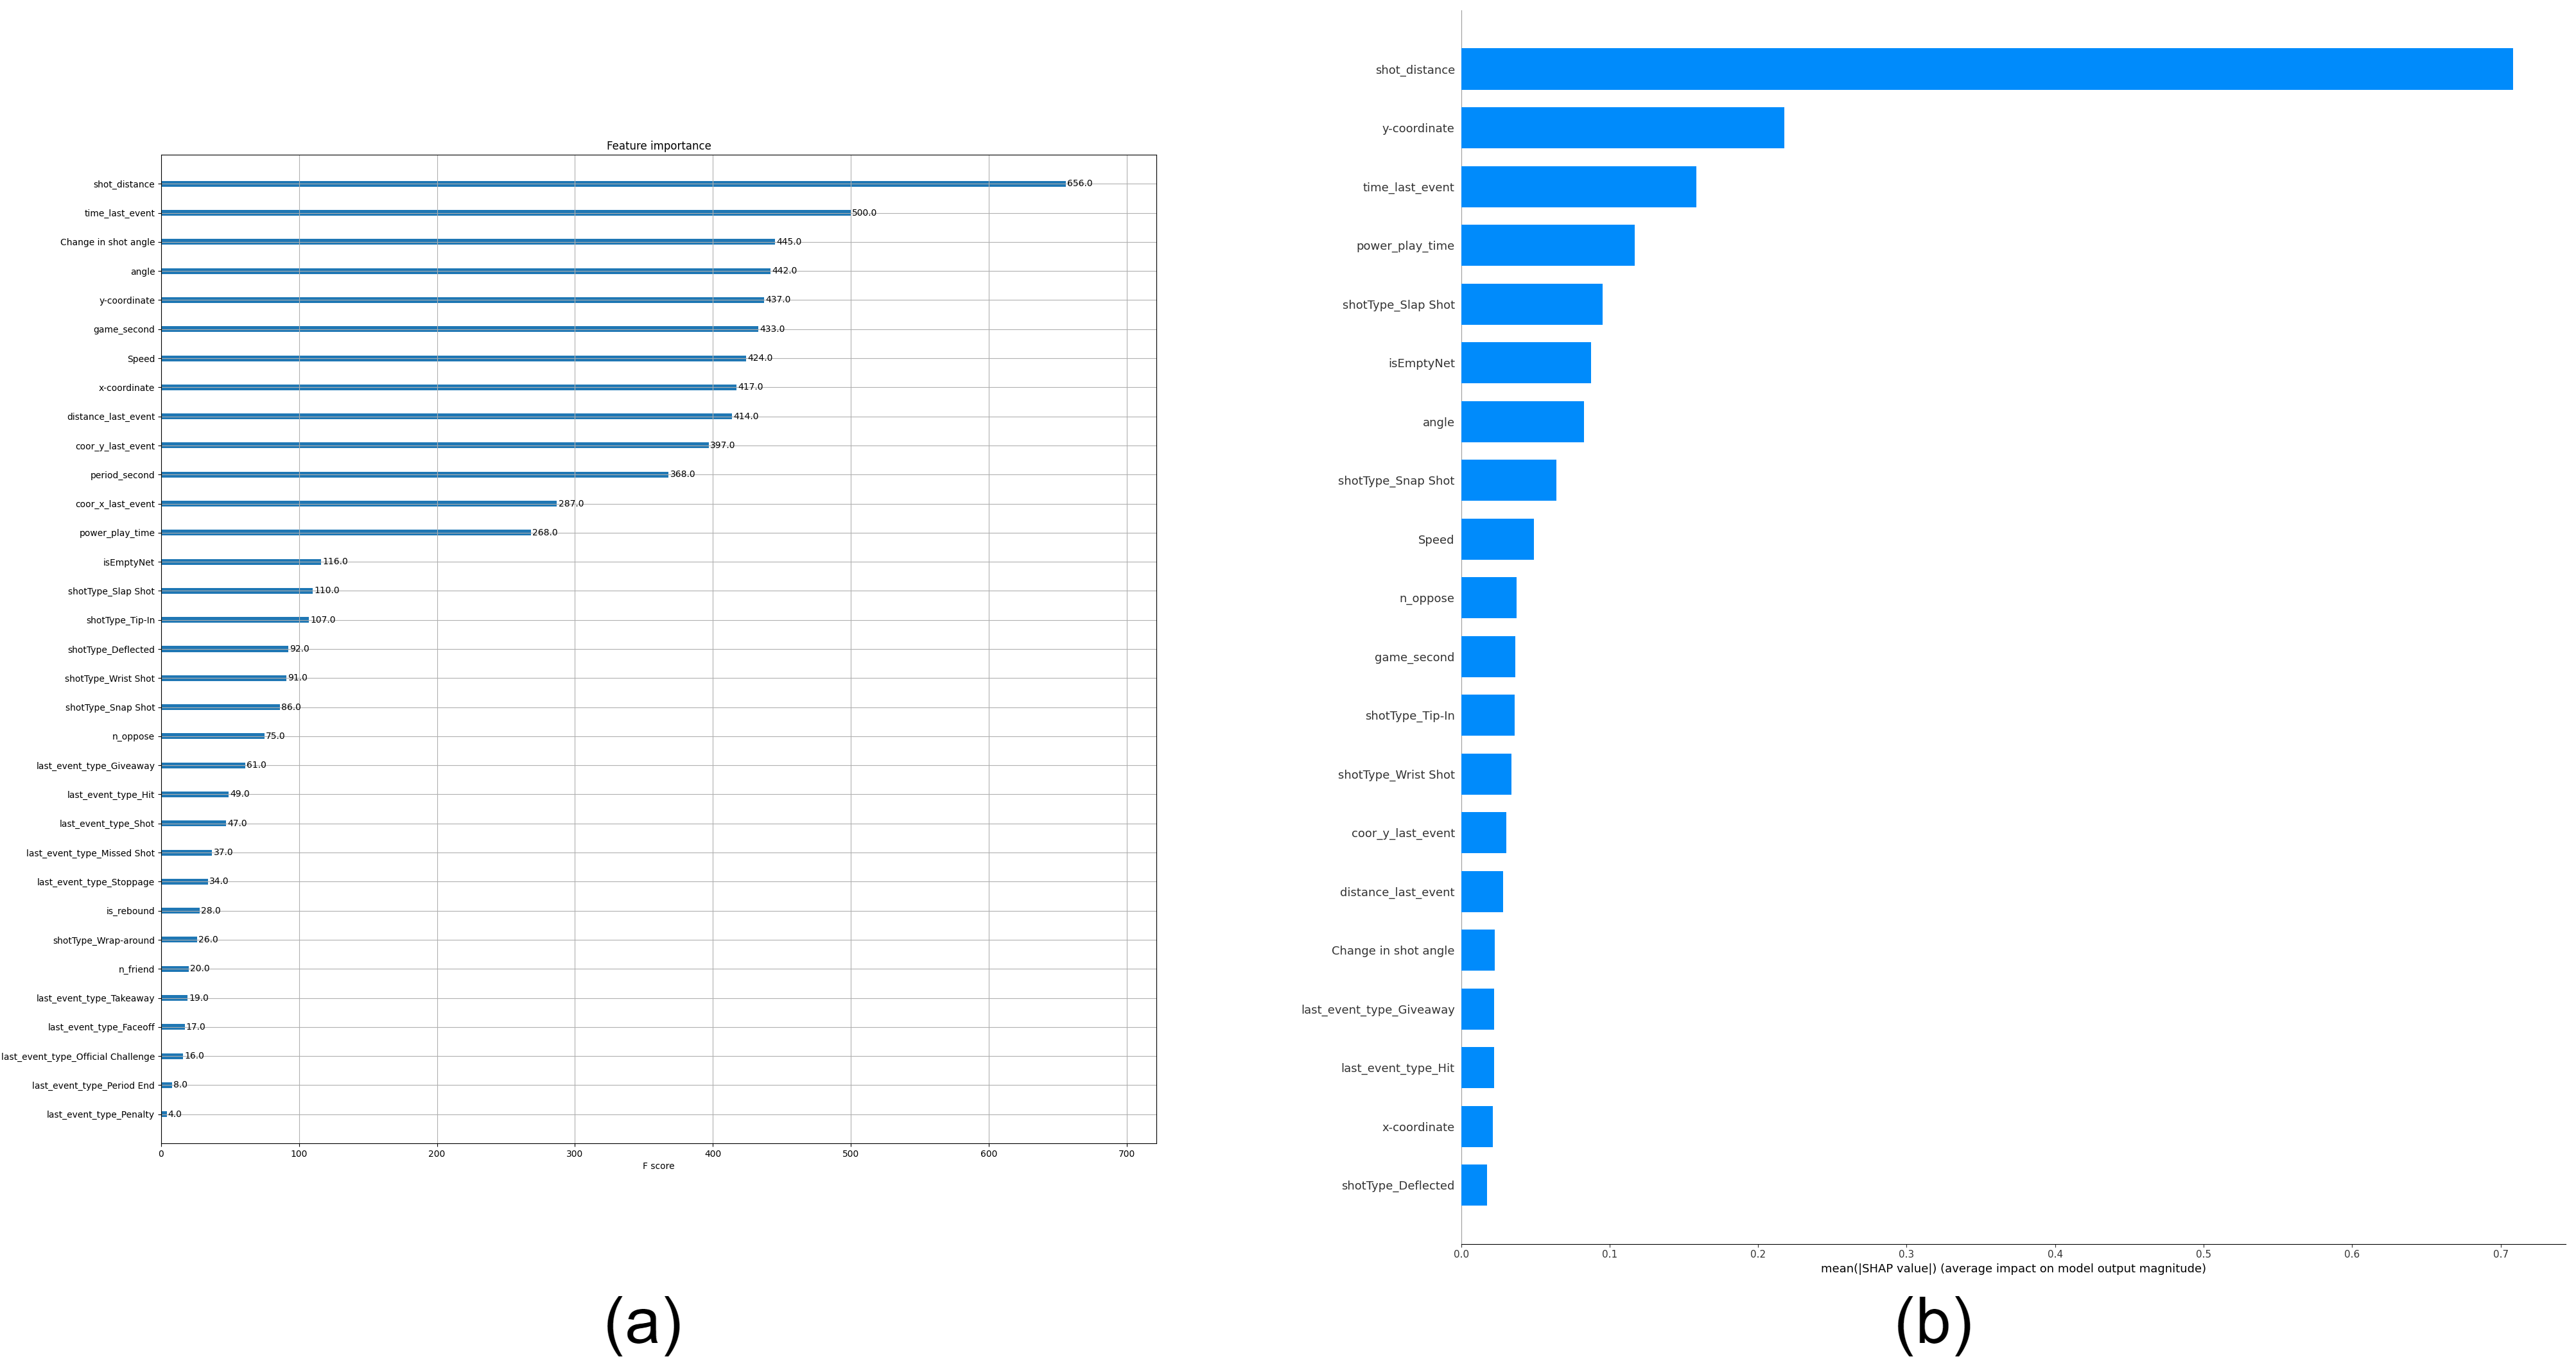 Feature importance
shot_distance 656.0
time_last_event 500.0
Change in shot angle 445.0
angle 442.0
y-coordinate 437.0
game_second 433.0
Speed 424.0
x-coordinate 417.0
distance_last_event 414.0
coor_y_last_event 397.0
period_second 368.0
coor_x_last_event 287.0
power_play_time 268.0
isEmptyNet 116.0
shotType_Slap Shot 110.0
shotType_Tip-In 107.0
shotType_Deflected 92.0
shotType_Wrist Shot 91.0
shotType_Snap Shot 86.0
n_oppose 75.0
last_event_type_Giveaway 61.0
last_event_type_Hit 49.0
last_event_type_Shot 47.0
last_event_type_Missed Shot 37.0
last_event_type_Stoppage 34.0
is_rebound 28.0
shotType_Wrap-around 26.0
n_friend 20.0
last_event_type_Takeaway 19.0
last_event_type_Faceoff 17.0
last_event_type_Official Challenge 16.0
last_event_type_Period End 8.0
last_event_type_Penalty 4.0
0 100 200 300 400 500 600 700
F score
(a)
shot_distance
y-coordinate
time_last_event
power_play_time
shotType_Slap Shot
isEmptyNet
angle
shotType_Snap Shot
Speed
n_oppose
game_second
shotType_Tip-In
shotType_Wrist Shot
coor_y_last_event
distance_last_event
Change in shot angle
last_event_type_Giveaway
last_event_type_Hit
x-coordinate
shotType_Deflected
0.0 0.1 0.2 0.3 0.4 0.5 0.6 0.7
mean(|SHAP value|) (average impact on model output magnitude)
(b)